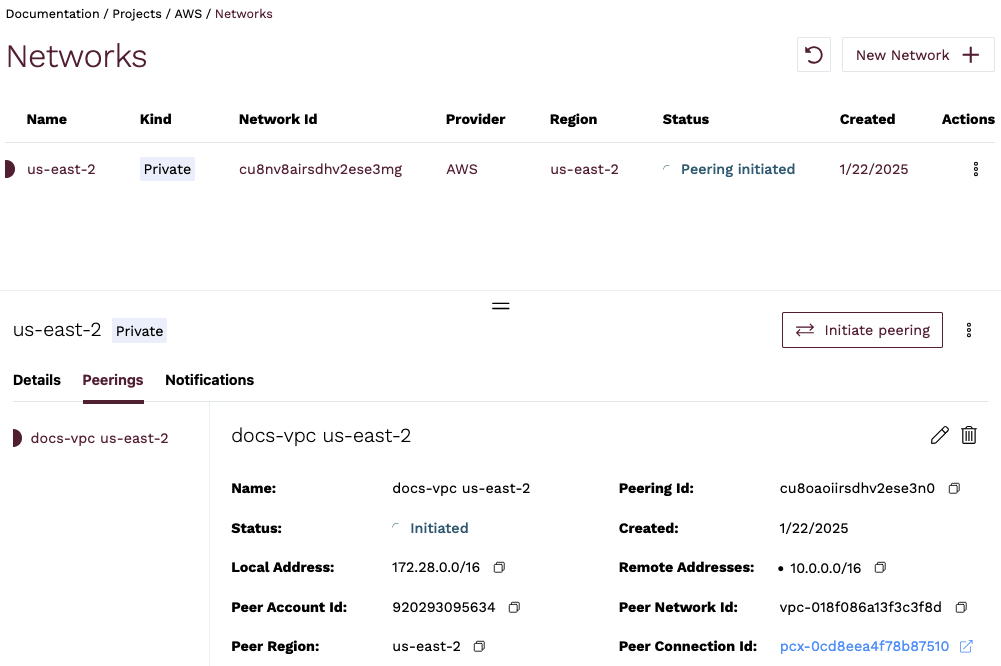 Documentation / Projects / AWS / Networks
Networks
New Network
Name Kind Network Id Provider Region Status Created Actions
us-east-2 Private cu8nv8airsdhv2ese3mg AWS us-east-2 Peering initiated 1/22/2025
us-east-2 Private
Initiate peering
Details Peerings Notifications
docs-vpc us-east-2
docs-vpc us-east-2
Name: docs-vpc us-east-2 Peering Id: cu8oaoiirsdhv2ese3n0
Status: Initiated Created: 1/22/2025
Local Address: 172.28.0.0/16 Remote Addresses: • 10.0.0.0/16
Peer Account Id: 920293095634 Peer Network Id: vpc-018f086a13f3c3f8d
Peer Region: us-east-2 Peer Connection Id: pcx-0cd8eea4f78b87510